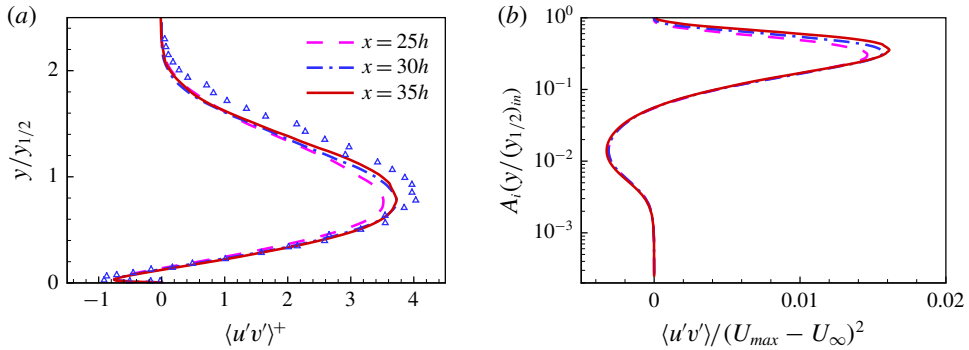 (a)
y/y1/2
2
1
0
x = 25h
x = 30h
x = 35h
−1 0 1 2 3 4
⟨u′v′⟩+
(b)
Ai(y/(y1/2)in)
10^0
10^−1
10^−2
10^−3
0 0.01 0.02
⟨u′v′⟩/(Umax − U∞)^2